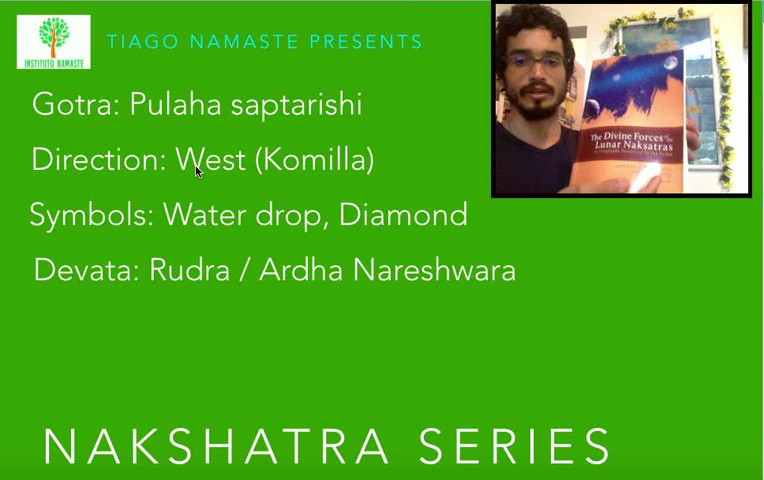 INSTITUTO NAMASTE
TIAGO NAMASTE PRESENTS
Gotra: Pulaha saptarishi
Direction: West (Komilla)
Symbols: Water drop, Diamond
Devata: Rudra / Ardha Nareshwara
The Divine Forces of the
Lunar Naksatras
NAKSHATRA SERIES